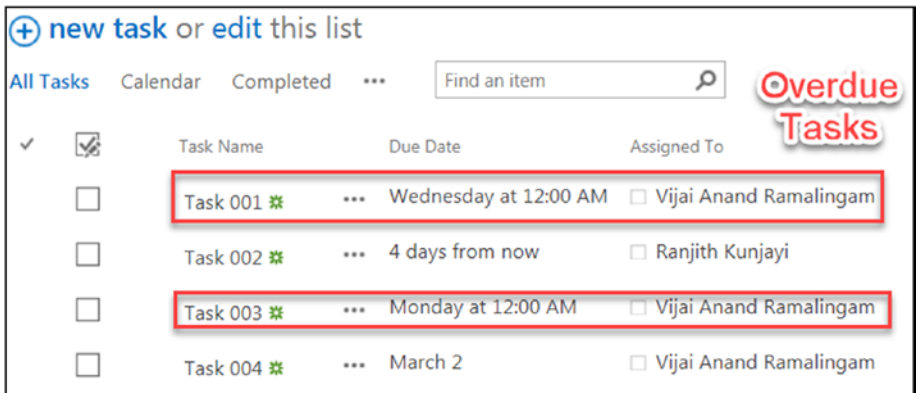 new task or edit this list
All Tasks Calendar Completed ••• Find an item
Overdue
Tasks
Task Name Due Date Assigned To
Task 001 ••• Wednesday at 12:00 AM Vijai Anand Ramalingam
Task 002 ••• 4 days from now Ranjith Kunjayi
Task 003 ••• Monday at 12:00 AM Vijai Anand Ramalingam
Task 004 ••• March 2 Vijai Anand Ramalingam